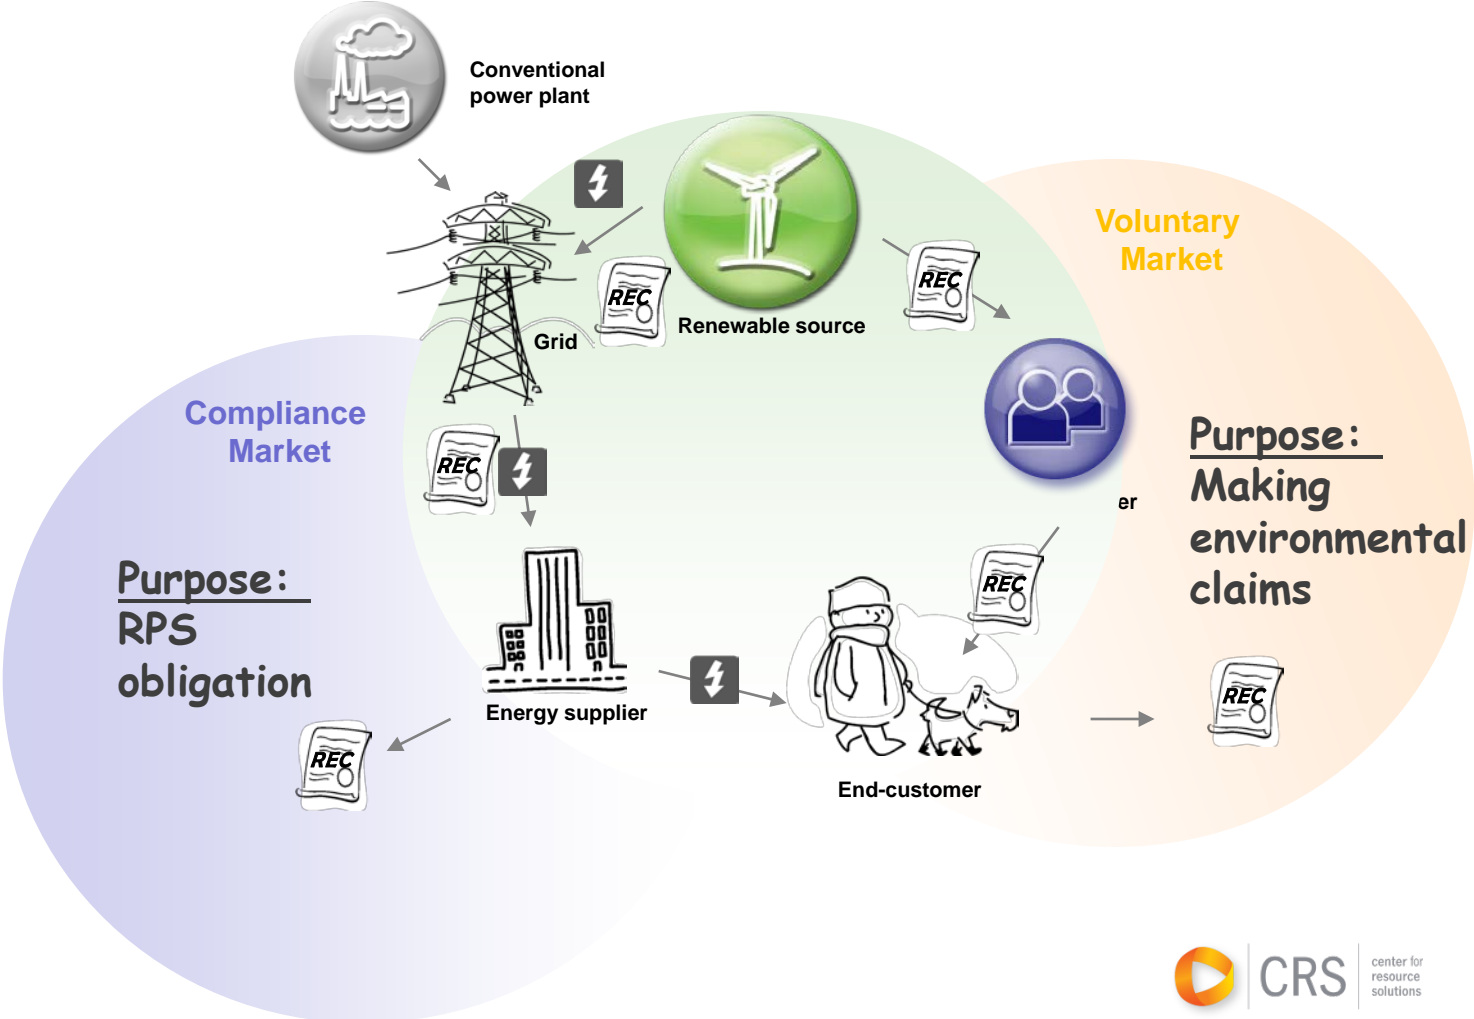 Conventional
power plant
Voluntary
Market
REC
REC
Renewable source
Grid
Compliance
Market
REC
Purpose:
Making
environmental
claims
er
Purpose:
RPS
obligation
REC
REC
Energy supplier
REC
End-customer
CRS
center for
resource
solutions